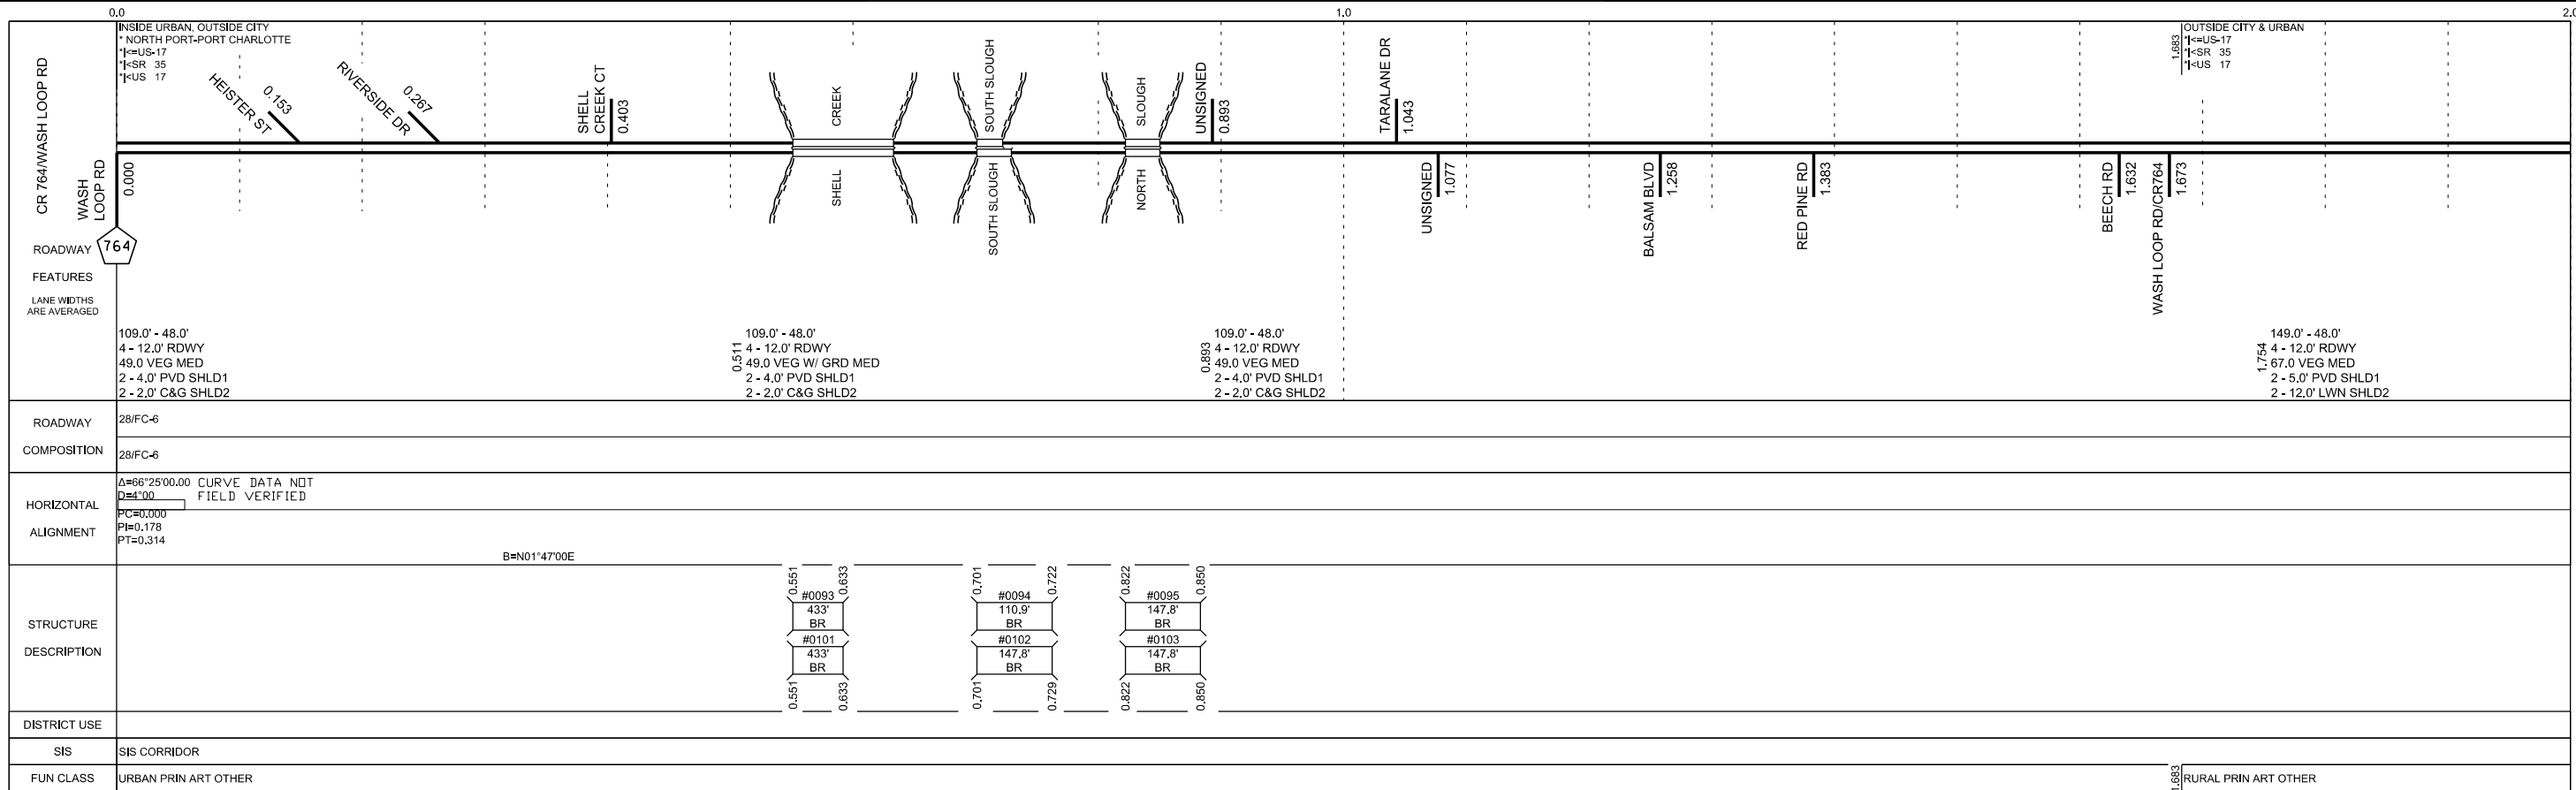 0.0
1.0
2.0
CR 764/WASH LOOP RD
INSIDE URBAN, OUTSIDE CITY
* NORTH PORT-PORT CHARLOTTE
*|<=US-17
*|<SR 35
*|<US 17
HEISTER ST
0.153
RIVERSIDE DR
0.267
SHELL
CREEK CT
0.403
CREEK
SOUTH SLOUGH
SLOUGH
UNSIGNED
0.893
TARALANE DR
1.043
1.683
OUTSIDE CITY & URBAN
*|<=US-17
*|<SR 35
*|<US 17
WASH
LOOP RD
0.000
764
SHELL
SOUTH SLOUGH
NORTH
UNSIGNED
1.077
BALSAM BLVD
1.258
RED PINE RD
1.383
BEECH RD
1.632
WASH LOOP RD/CR764
1.673
ROADWAY
FEATURES
LANE WIDTHS
ARE AVERAGED
109.0' - 48.0'
4 - 12.0' RDWY
49.0 VEG MED
2 - 4.0' PVD SHLD1
2 - 2.0' C&G SHLD2
0.511
109.0' - 48.0'
4 - 12.0' RDWY
49.0 VEG W/ GRD MED
2 - 4.0' PVD SHLD1
2 - 2.0' C&G SHLD2
0.893
109.0' - 48.0'
4 - 12.0' RDWY
49.0 VEG MED
2 - 4.0' PVD SHLD1
2 - 2.0' C&G SHLD2
1.754
149.0' - 48.0'
4 - 12.0' RDWY
67.0 VEG MED
2 - 5.0' PVD SHLD1
2 - 12.0' LWN SHLD2
ROADWAY
COMPOSITION
28/FC-6
28/FC-6
HORIZONTAL
ALIGNMENT
Δ=66°25'00.00 CURVE DATA NOT
D=4°00 FIELD VERIFIED
PC=0.000
PI=0.178
PT=0.314
B=N01°47'00E
STRUCTURE
DESCRIPTION
0.551
0.633
#0093
433'
BR
#0101
433'
BR
0.551
0.633
0.701
0.722
#0094
110.9'
BR
#0102
147.8'
BR
0.701
0.729
0.822
0.850
#0095
147.8'
BR
#0103
147.8'
BR
0.822
0.850
DISTRICT USE
SIS
SIS CORRIDOR
FUN CLASS
URBAN PRIN ART OTHER
1.683
RURAL PRIN ART OTHER